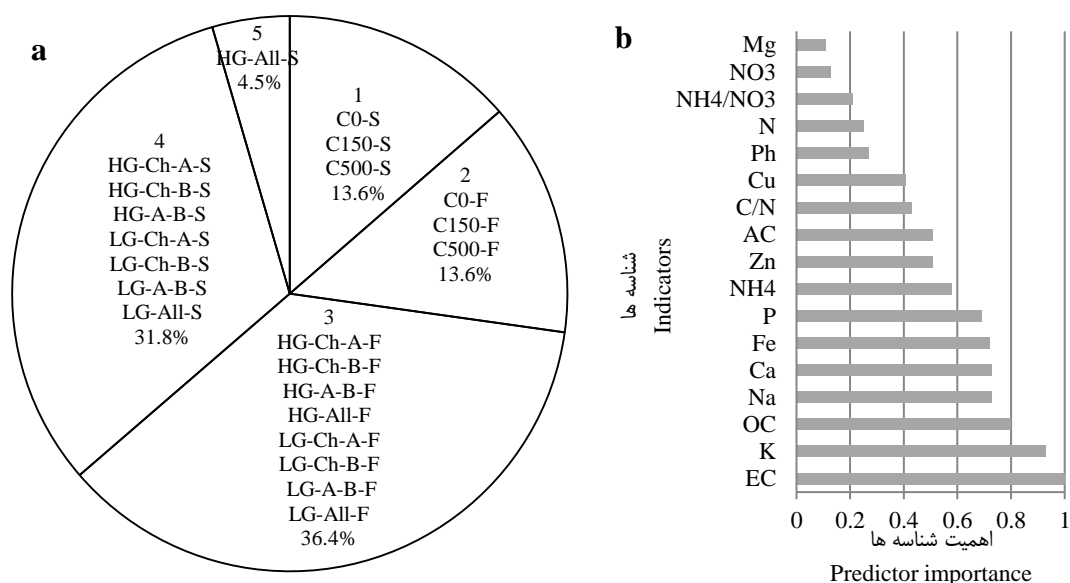 a
1
C0-S
C150-S
C500-S
13.6%
2
C0-F
C150-F
C500-F
13.6%
3
HG-Ch-A-F
HG-Ch-B-F
HG-A-B-F
HG-All-F
LG-Ch-A-F
LG-Ch-B-F
LG-A-B-F
LG-All-F
36.4%
4
HG-Ch-A-S
HG-Ch-B-S
HG-A-B-S
LG-Ch-A-S
LG-Ch-B-S
LG-A-B-S
LG-All-S
31.8%
5
HG-All-S
4.5%
b
شناسه ها
Indicators
Mg
NO3
NH4/NO3
N
Ph
Cu
C/N
AC
Zn
NH4
P
Fe
Ca
Na
OC
K
EC
0 0.2 0.4 0.6 0.8 1
اهمیت شناسه ها
Predictor importance